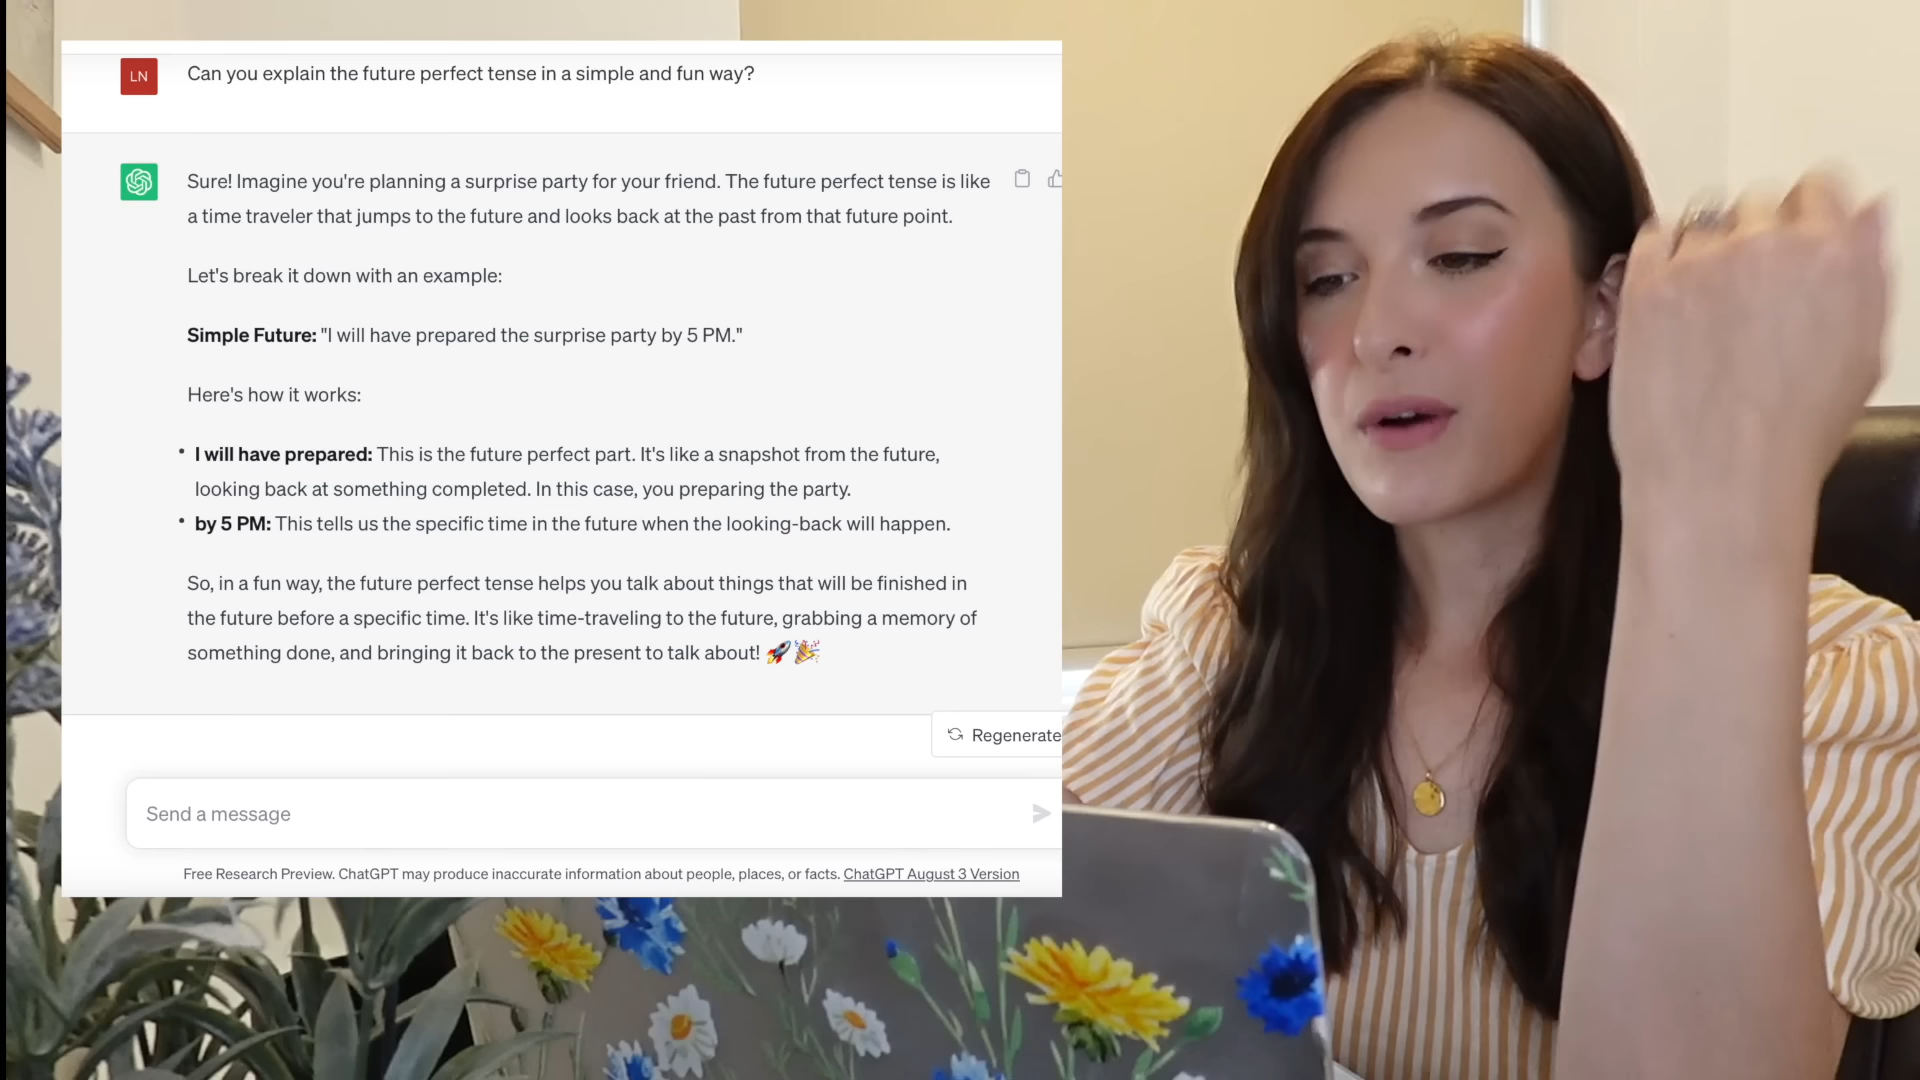 LN
Can you explain the future perfect tense in a simple and fun way?
Sure! Imagine you're planning a surprise party for your friend. The future perfect tense is like
a time traveler that jumps to the future and looks back at the past from that future point.
Let's break it down with an example:
Simple Future: "I will have prepared the surprise party by 5 PM."
Here's how it works:
• I will have prepared: This is the future perfect part. It's like a snapshot from the future,
looking back at something completed. In this case, you preparing the party.
• by 5 PM: This tells us the specific time in the future when the looking-back will happen.
So, in a fun way, the future perfect tense helps you talk about things that will be finished in
the future before a specific time. It's like time-traveling to the future, grabbing a memory of
something done, and bringing it back to the present to talk about! 🚀🎉
Regenerate
Send a message
Free Research Preview. ChatGPT may produce inaccurate information about people, places, or facts. ChatGPT August 3 Version